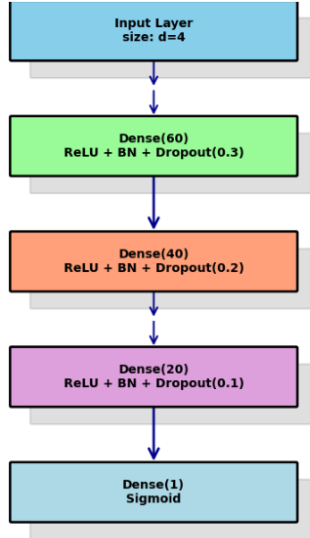 Input Layer
size: d=4
Dense(60)
ReLU + BN + Dropout(0.3)
Dense(40)
ReLU + BN + Dropout(0.2)
Dense(20)
ReLU + BN + Dropout(0.1)
Dense(1)
Sigmoid